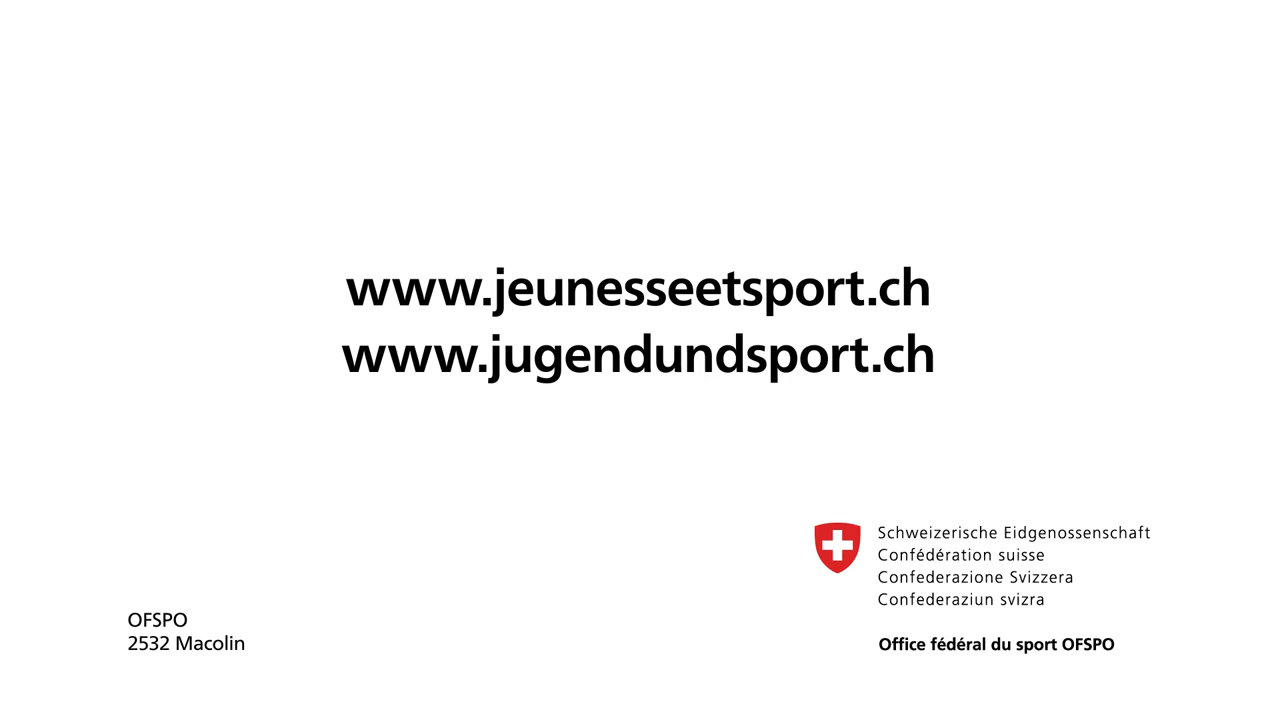 www.jeunesseetsport.ch
www.jugendundsport.ch
OFSPO
2532 Macolin
Schweizerische Eidgenossenschaft
Confédération suisse
Confederazione Svizzera
Confederaziun svizra
Office fédéral du sport OFSPO